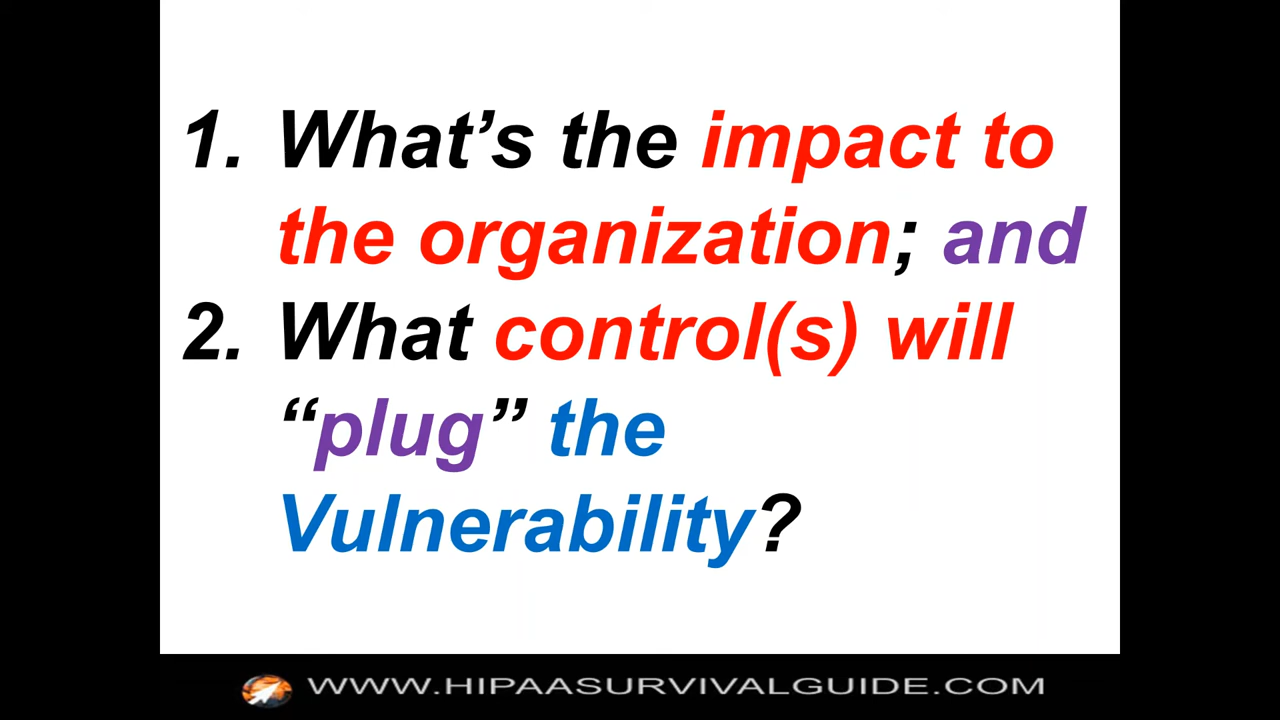 1. What’s the impact to
the organization; and
2. What control(s) will
“plug” the
Vulnerability?
WWW.HIPAASURVIVALGUIDE.COM